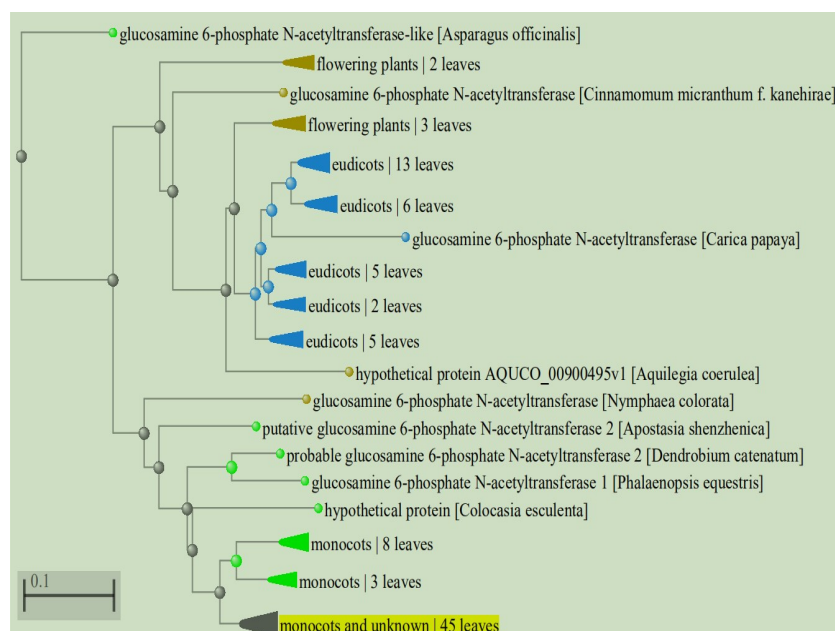 glucosamine 6-phosphate N-acetyltransferase-like [Asparagus officinalis]
flowering plants | 2 leaves
glucosamine 6-phosphate N-acetyltransferase [Cinnamomum micranthum f. kanehirae]
flowering plants | 3 leaves
eudicots | 13 leaves
eudicots | 6 leaves
glucosamine 6-phosphate N-acetyltransferase [Carica papaya]
eudicots | 5 leaves
eudicots | 2 leaves
eudicots | 5 leaves
hypothetical protein AQUCO_00900495v1 [Aquilegia coerulea]
glucosamine 6-phosphate N-acetyltransferase [Nymphaea colorata]
putative glucosamine 6-phosphate N-acetyltransferase 2 [Apostasia shenzhenica]
probable glucosamine 6-phosphate N-acetyltransferase 2 [Dendrobium catenatum]
glucosamine 6-phosphate N-acetyltransferase 1 [Phalaenopsis equestris]
hypothetical protein [Colocasia esculenta]
monocots | 8 leaves
monocots | 3 leaves
0.1
monocots and unknown | 45 leaves